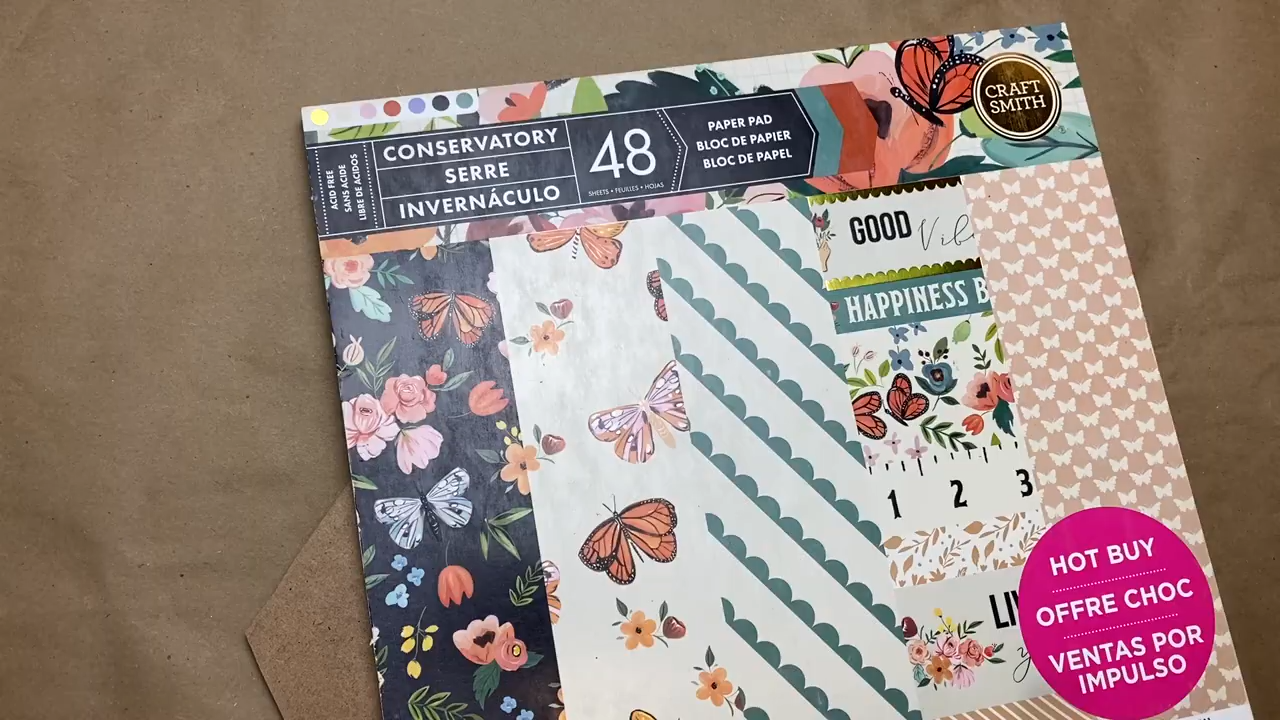 CRAFT
SMITH
ACID FREE
SANS ACIDE
LIBRE DE ACIDOS
CONSERVATORY
SERRE
INVERNÁCULO
48
SHEETS • FEUILLES • HOJAS
PAPER PAD
BLOC DE PAPIER
BLOC DE PAPEL
GOOD
HAPPINESS
1 2 3
HOT BUY
OFFRE CHOC
VENTAS POR
IMPULSO